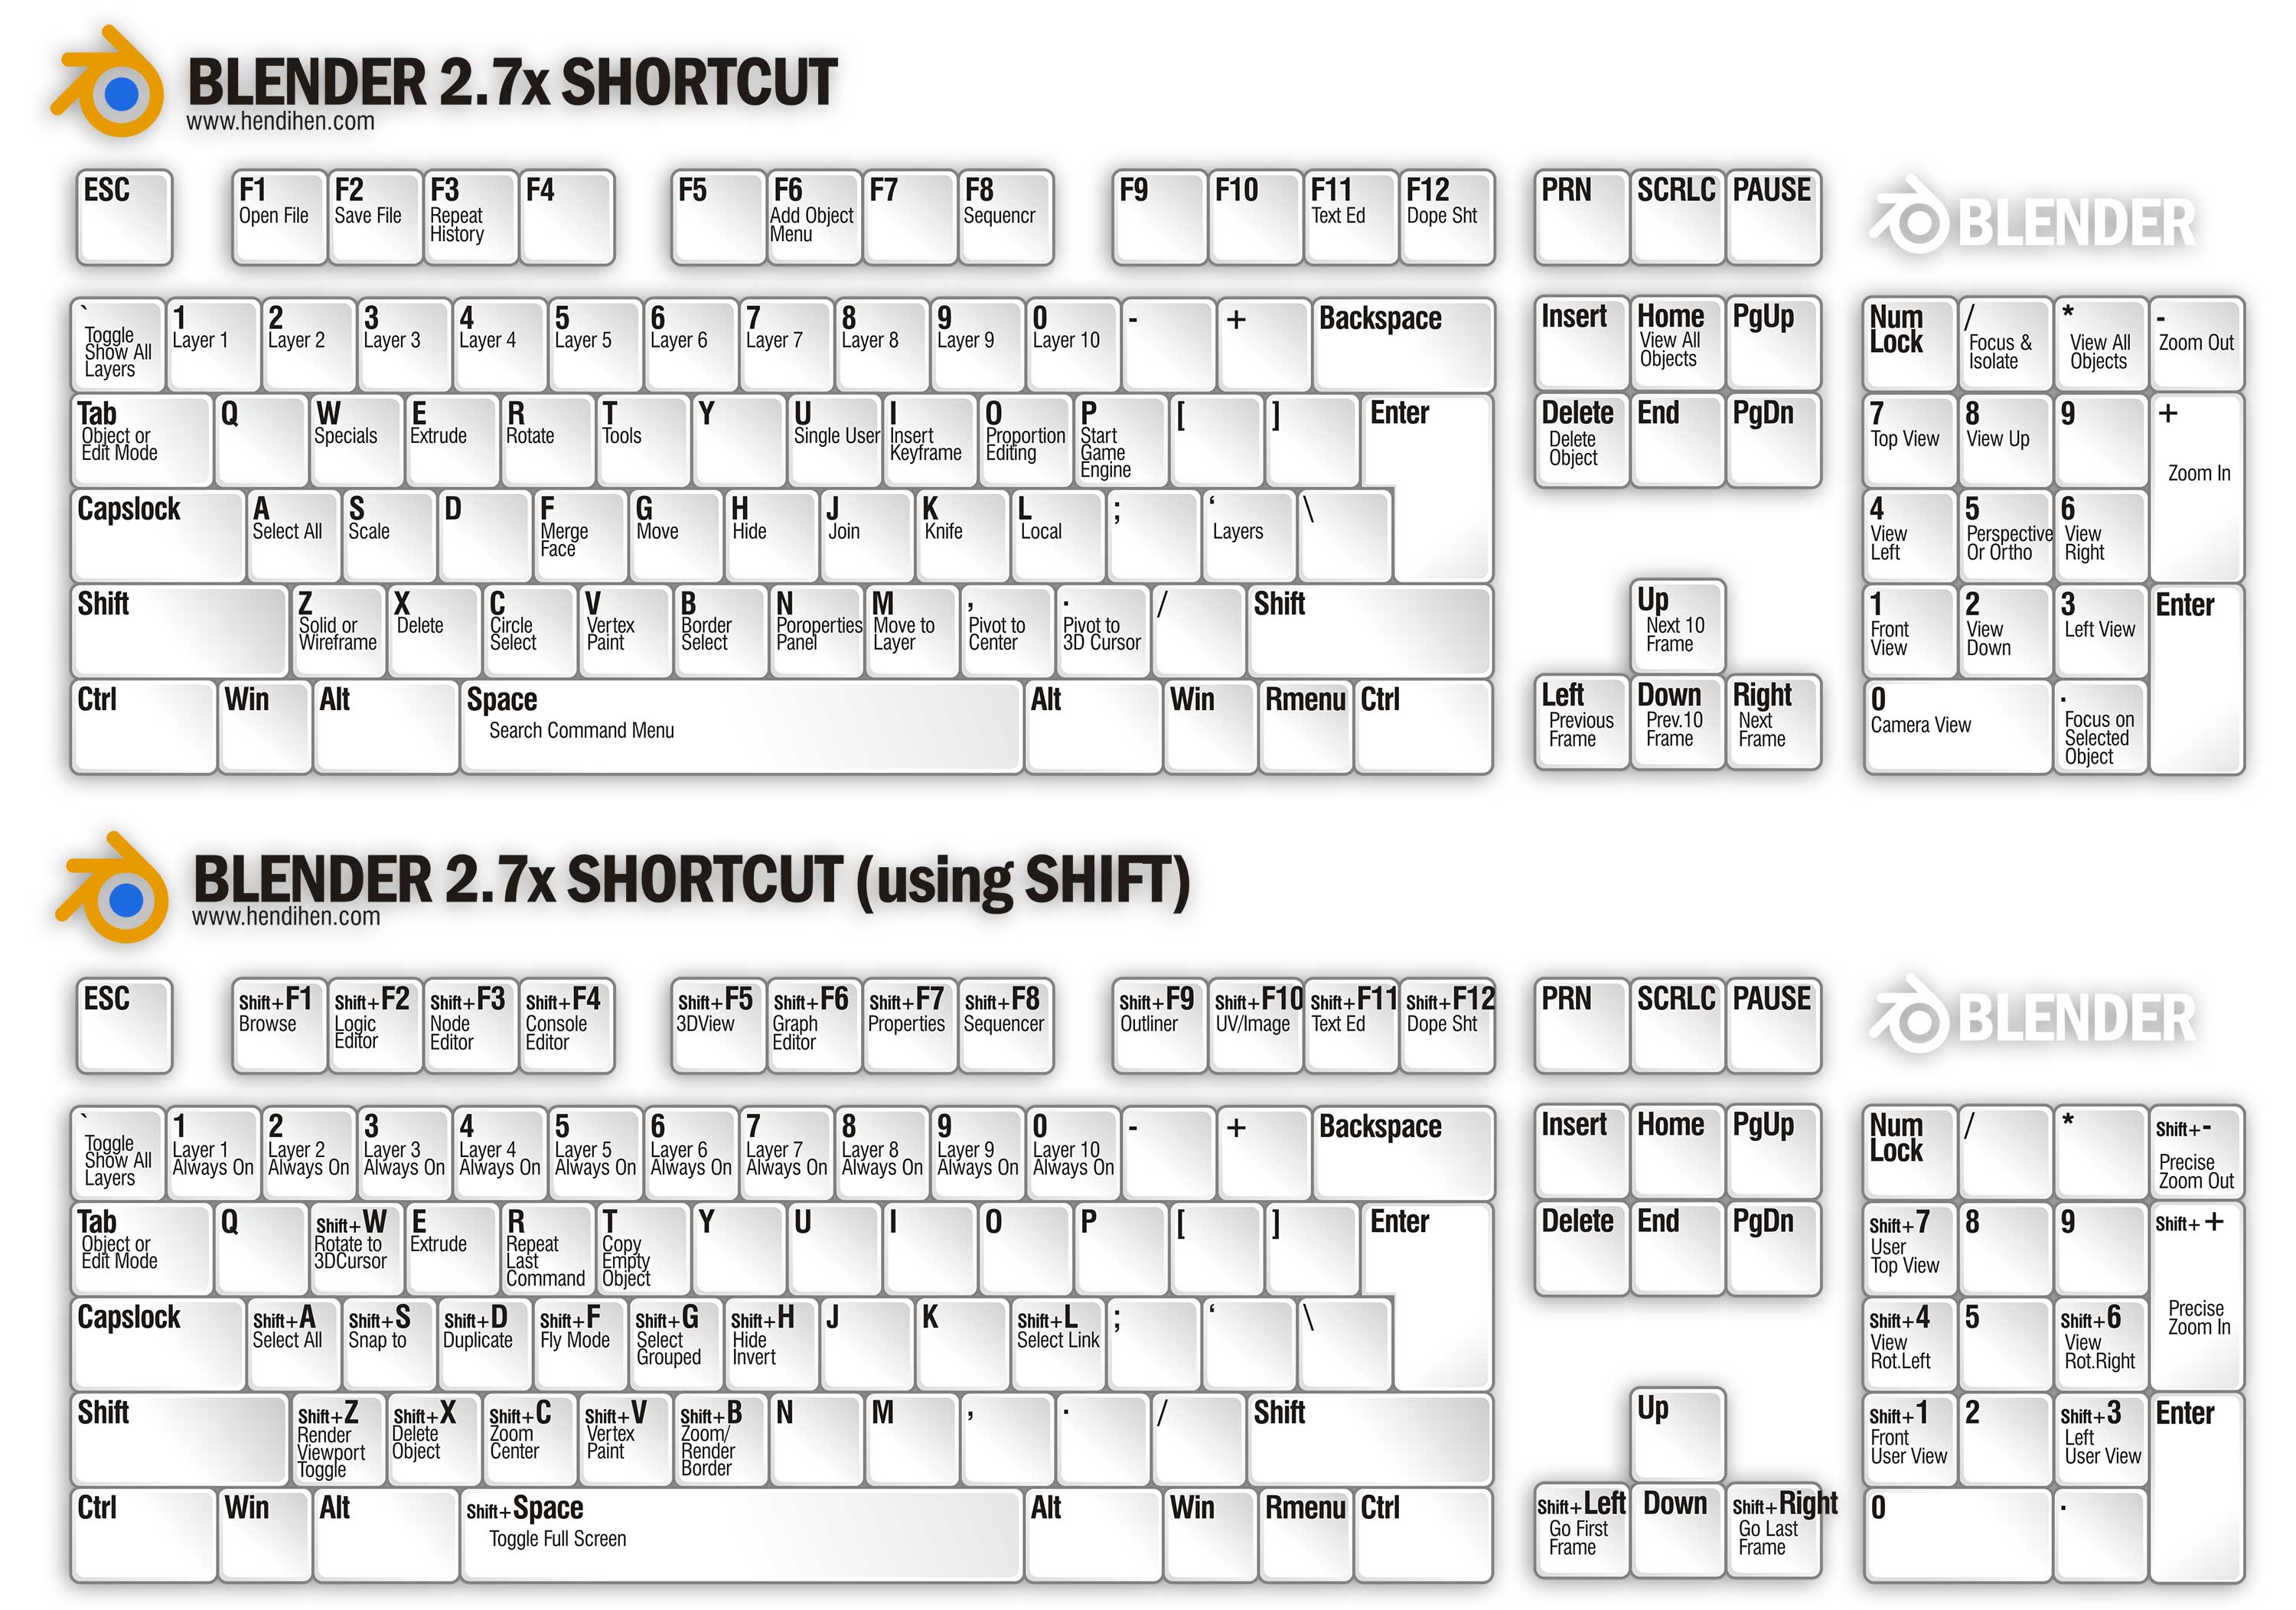 BLENDER 2.7x SHORTCUT
www.hendihen.com
ESC
F1
Open File
F2
Save File
F3
Repeat
History
F4
F5
F6
Add Object
Menu
F7
F8
Sequencr
F9
F10
F11
Text Ed
F12
Dope Sht
PRN
SCRLC
PAUSE
BLENDER
`
Toggle
Show All
Layers
1
Layer 1
2
Layer 2
3
Layer 3
4
Layer 4
5
Layer 5
6
Layer 6
7
Layer 7
8
Layer 8
9
Layer 9
0
Layer 10
-
+
Backspace
Insert
Home
View All
Objects
PgUp
Num
Lock
/
Focus &
Isolate
*
View All
Objects
-
Zoom Out
Tab
Object or
Edit Mode
Q
W
Specials
E
Extrude
R
Rotate
T
Tools
Y
U
Single User
I
Insert
Keyframe
O
Proportion
Editing
P
Start
Game
Engine
[
]
Enter
Delete
Delete
Object
End
PgDn
7
Top View
8
View Up
9
+
Zoom In
Capslock
A
Select All
S
Scale
D
F
Merge
Face
G
Move
H
Hide
J
Join
K
Knife
L
Local
;
‘
Layers
\
4
View
Left
5
Perspective
Or Ortho
6
View
Right
Shift
Z
Solid or
Wireframe
X
Delete
C
Circle
Select
V
Vertex
Paint
B
Border
Select
N
Poroperties
Panel
M
Move to
Layer
,
Pivot to
Center
.
Pivot to
3D Cursor
/
Shift
Up
Next 10
Frame
1
Front
View
2
View
Down
3
Left View
Enter
Ctrl
Win
Alt
Space
Search Command Menu
Alt
Win
Rmenu
Ctrl
Left
Previous
Frame
Down
Prev.10
Frame
Right
Next
Frame
0
Camera View
.
Focus on
Selected
Object
BLENDER 2.7x SHORTCUT (using SHIFT)
www.hendihen.com
ESC
Shift+F1
Browse
Shift+F2
Logic
Editor
Shift+F3
Node
Editor
Shift+F4
Console
Editor
Shift+F5
3DView
Shift+F6
Graph
Editor
Shift+F7
Properties
Shift+F8
Sequencer
Shift+F9
Outliner
Shift+F10
UV/Image
Shift+F11
Text Ed
Shift+F12
Dope Sht
PRN
SCRLC
PAUSE
BLENDER
`
Toggle
Show All
Layers
1
Layer 1
Always On
2
Layer 2
Always On
3
Layer 3
Always On
4
Layer 4
Always On
5
Layer 5
Always On
6
Layer 6
Always On
7
Layer 7
Always On
8
Layer 8
Always On
9
Layer 9
Always On
0
Layer 10
Always On
-
+
Backspace
Insert
Home
PgUp
Num
Lock
/
*
Shift+-
Precise
Zoom Out
Tab
Object or
Edit Mode
Q
Shift+W
Rotate to
3DCursor
E
Extrude
R
Repeat
Last
Command
T
Copy
Empty
Object
Y
U
I
O
P
[
]
Enter
Delete
End
PgDn
Shift+7
User
Top View
8
9
Shift++
Precise
Zoom In
Capslock
Shift+A
Select All
Shift+S
Snap to
Shift+D
Duplicate
Shift+F
Fly Mode
Shift+G
Select
Grouped
Shift+H
Hide
Invert
J
K
Shift+L
Select Link
;
‘
\
Shift+4
View
Rot.Left
5
Shift+6
View
Rot.Right
Shift
Shift+Z
Render
Viewport
Toggle
Shift+X
Delete
Object
Shift+C
Zoom
Center
Shift+V
Vertex
Paint
Shift+B
Zoom/
Render
Border
N
M
,
.
/
Shift
Up
Shift+1
Front
User View
2
Shift+3
Left
User View
Enter
Ctrl
Win
Alt
Shift+Space
Toggle Full Screen
Alt
Win
Rmenu
Ctrl
Shift+Left
Go First
Frame
Down
Shift+Right
Go Last
Frame
0
.